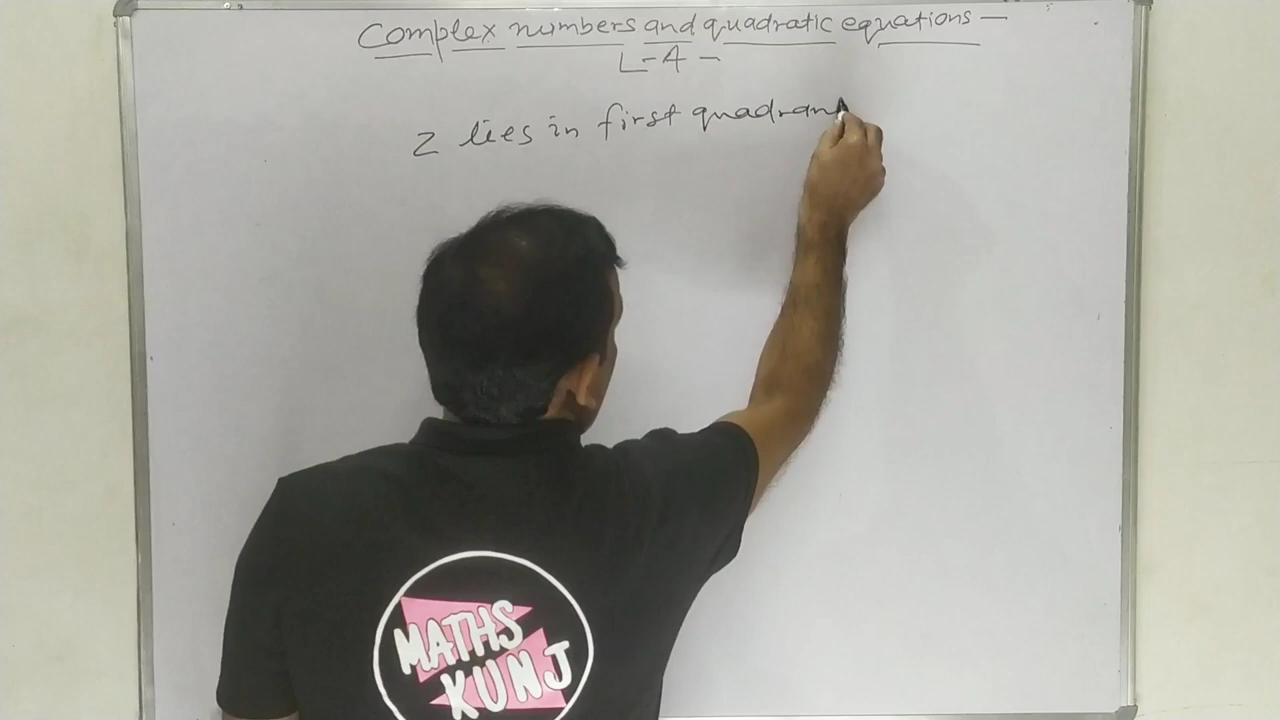 Complex numbers and quadratic equations —
L-4 -
z lies in first quadrant
MATHS
KUNJ